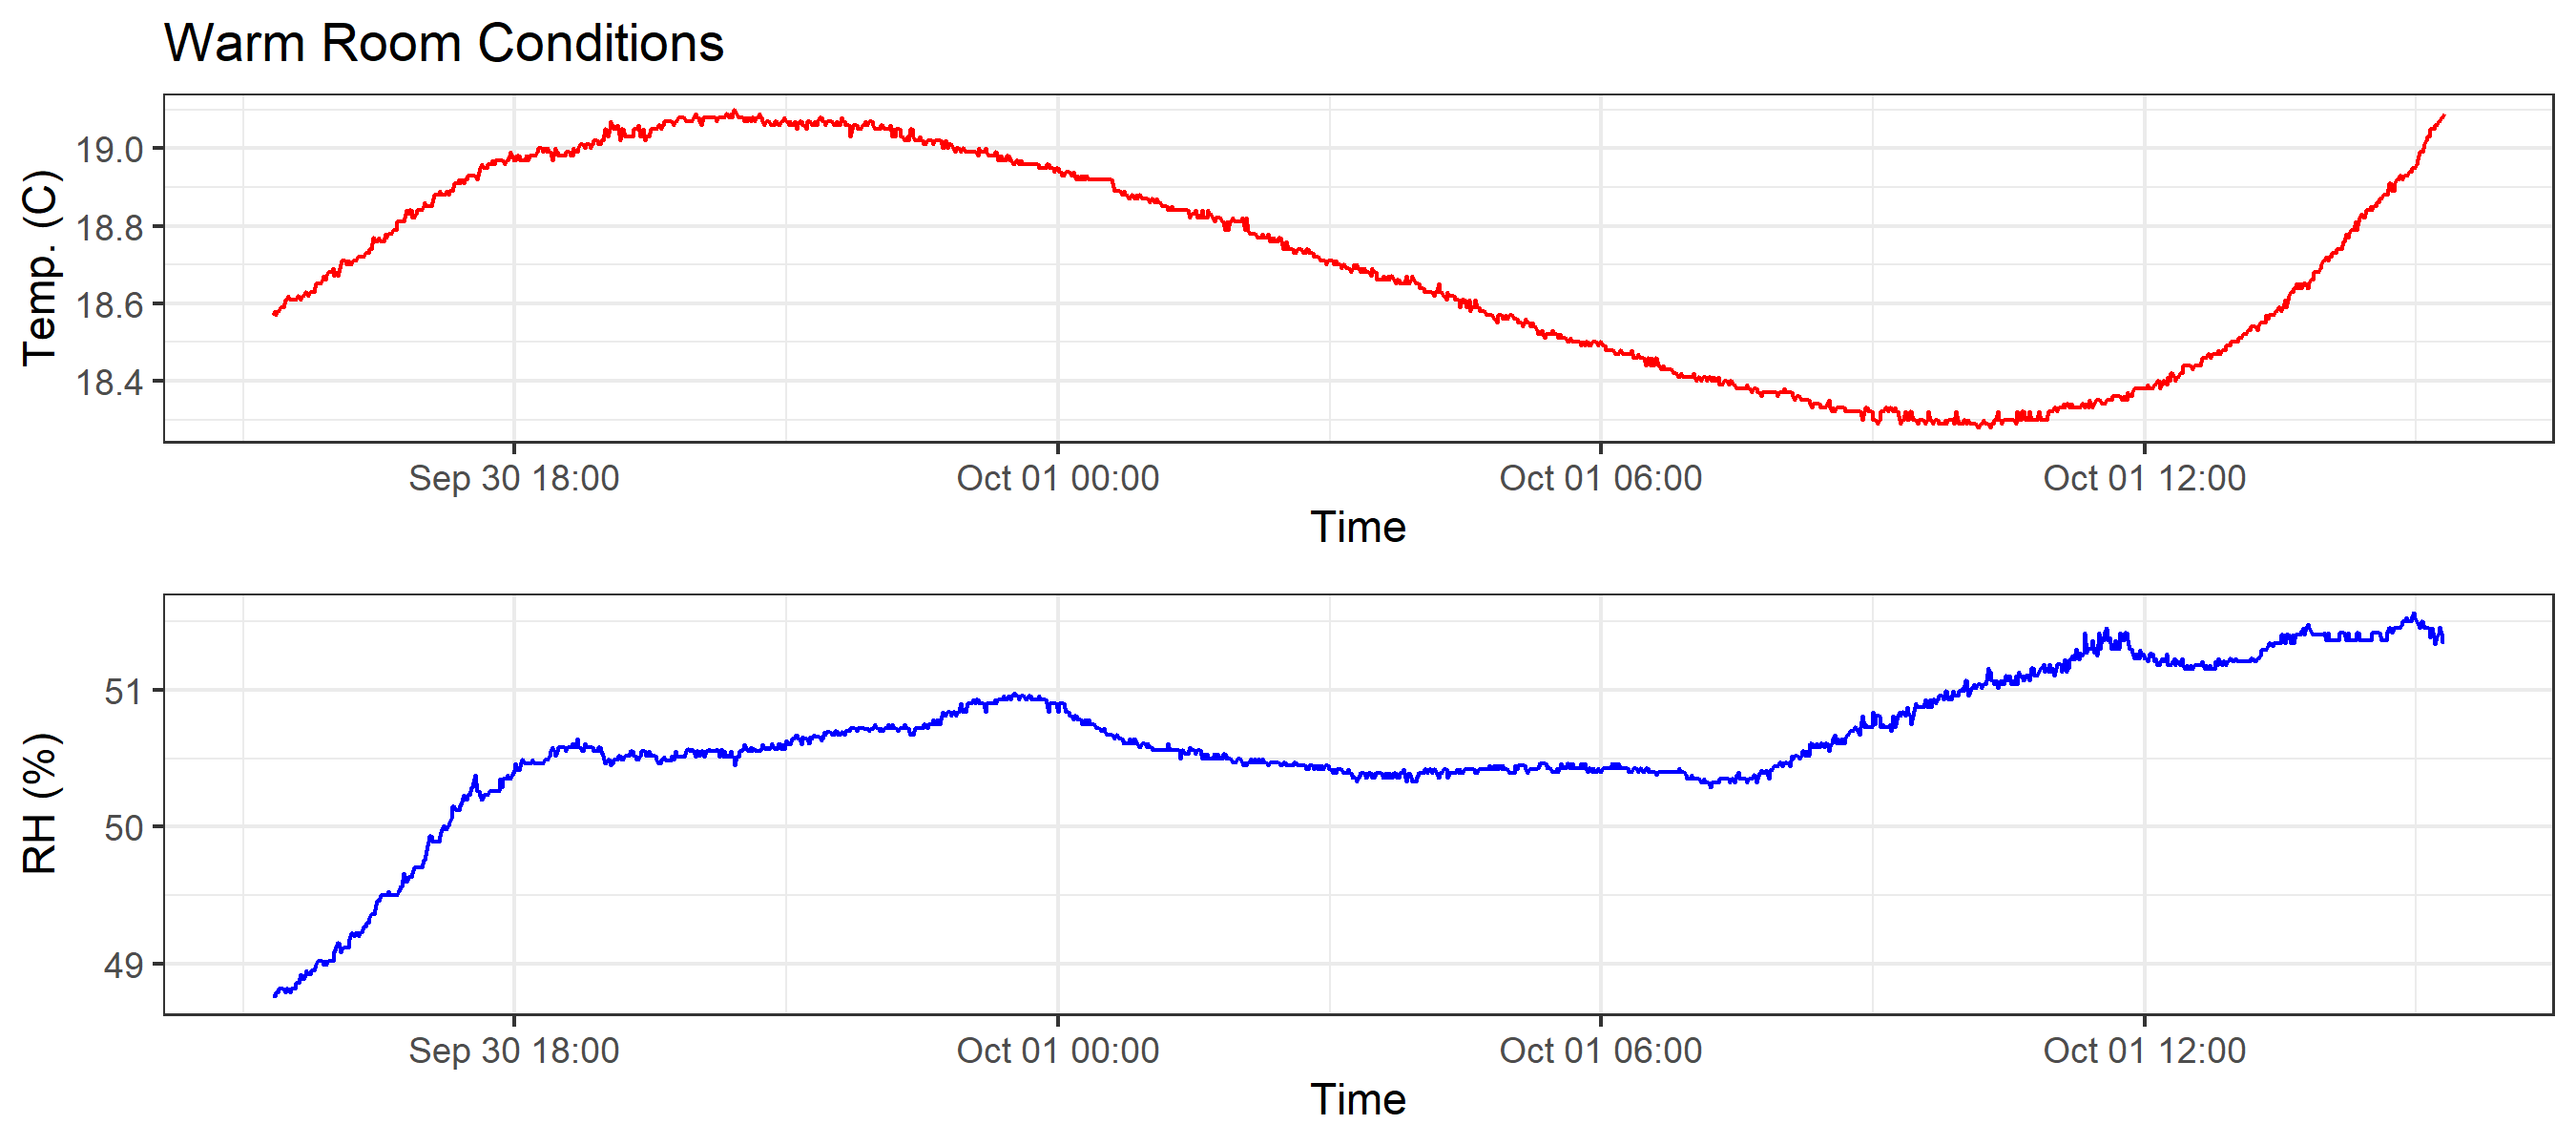 Warm Room Conditions
Temp. (C)
19.0
18.8
18.6
18.4
Sep 30 18:00 Oct 01 00:00 Oct 01 06:00 Oct 01 12:00
Time
RH (%)
51
50
49
Sep 30 18:00 Oct 01 00:00 Oct 01 06:00 Oct 01 12:00
Time